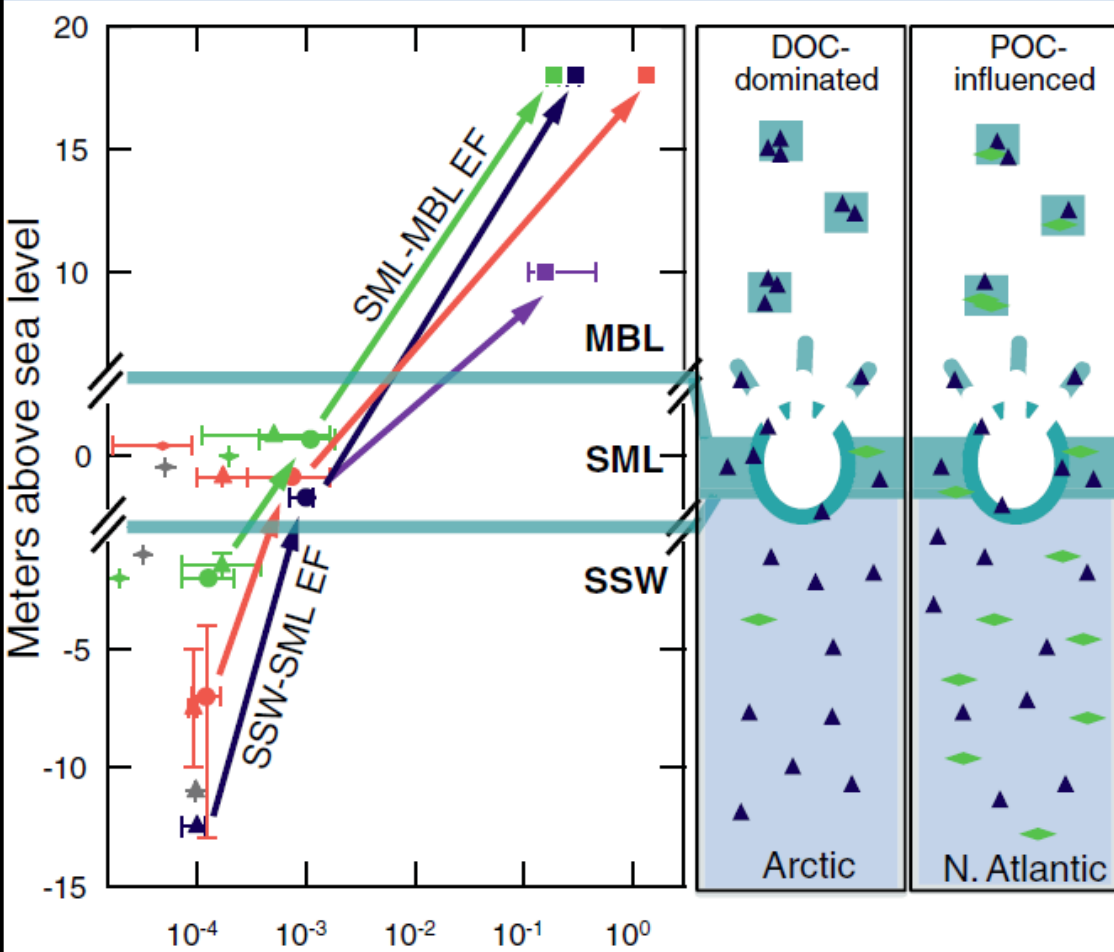 20
15
10
0
-5
-10
-15
Meters above sea level
10-4
10-3
10-2
10-1
100
SML-MBL EF
SSW-SML EF
MBL
SML
SSW
DOC-
dominated
Arctic
POC-
influenced
N. Atlantic